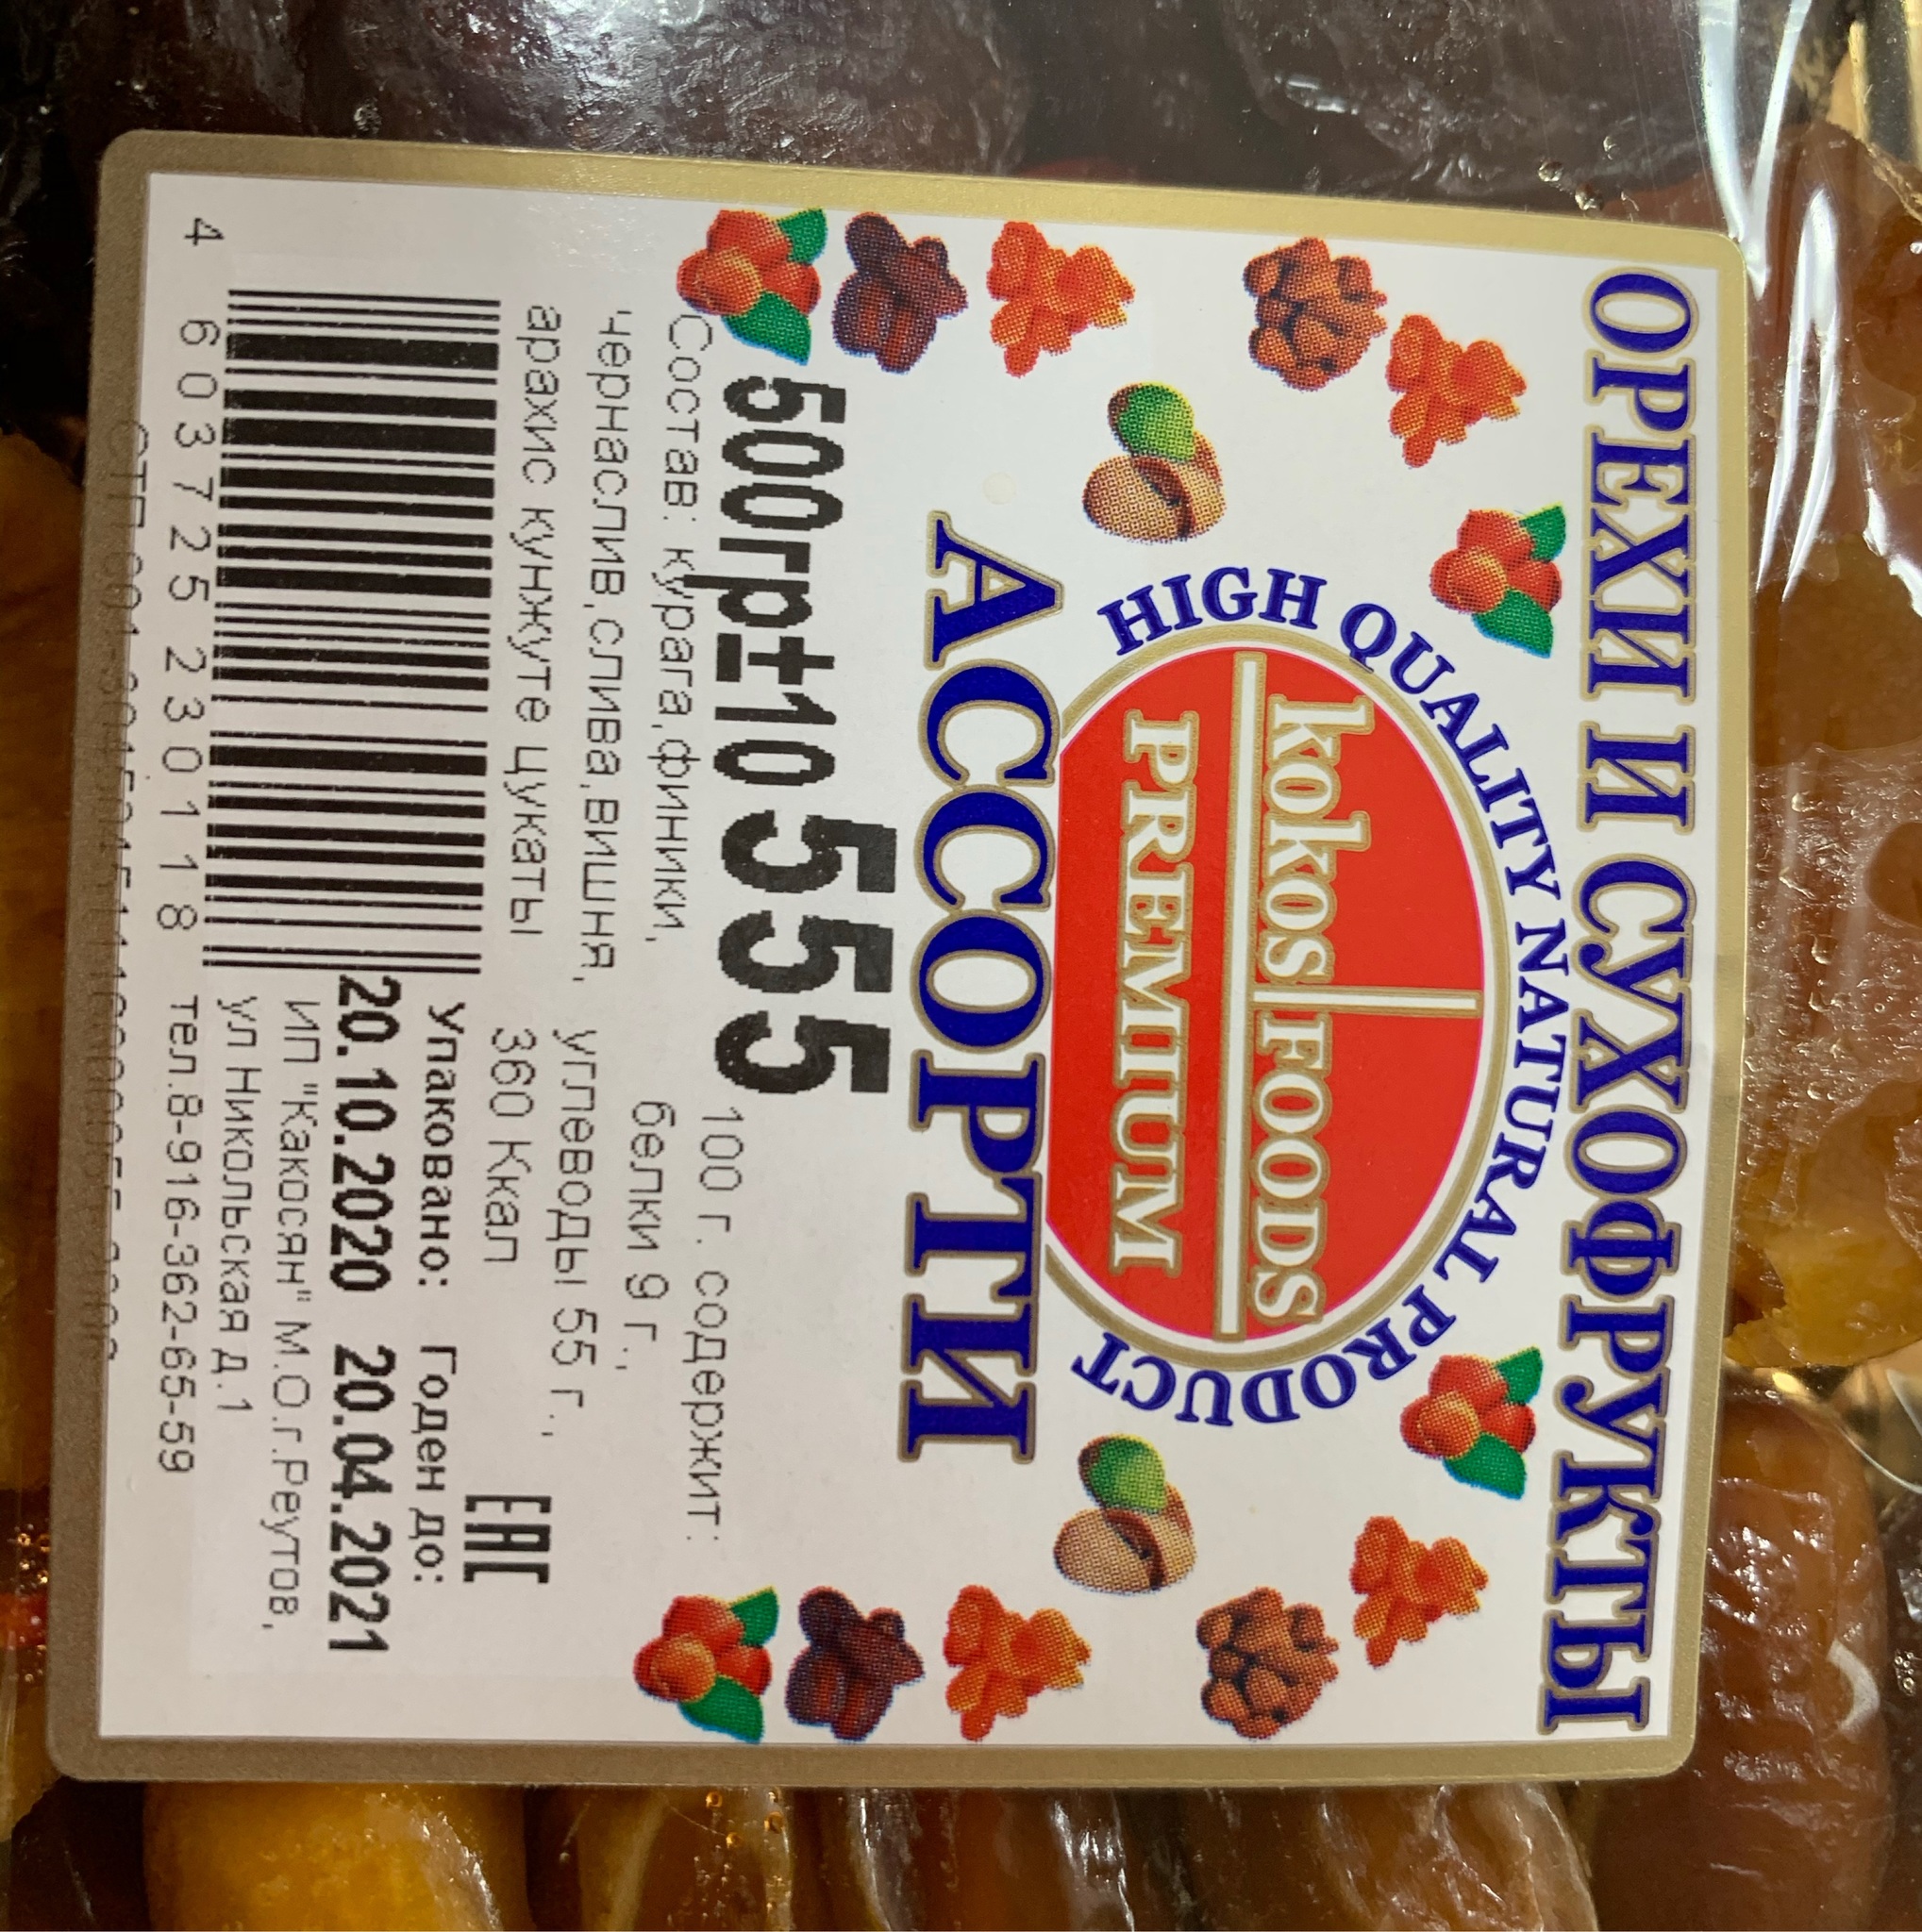 ОРЕХИ И СУХОФРУКТЫ
HIGH QUALITY NATURAL PRODUCT
kokos FOODS
PREMIUM
АССОРТИ
500гр±10 555
Состав: курага,финики,
чернаслив,слива,вишня,
арахис кунжуте цукаты
100 г. содержит:
белки 9 г.,
углеводы 55 г.,
360 Ккал
ЕАС
Упаковано: Годен до:
20.10.2020 20.04.2021
ИП "Какосян" М.О.г.Реутов,
ул Никольская д.1
тел.8-916-362-65-59
4 603725 230118